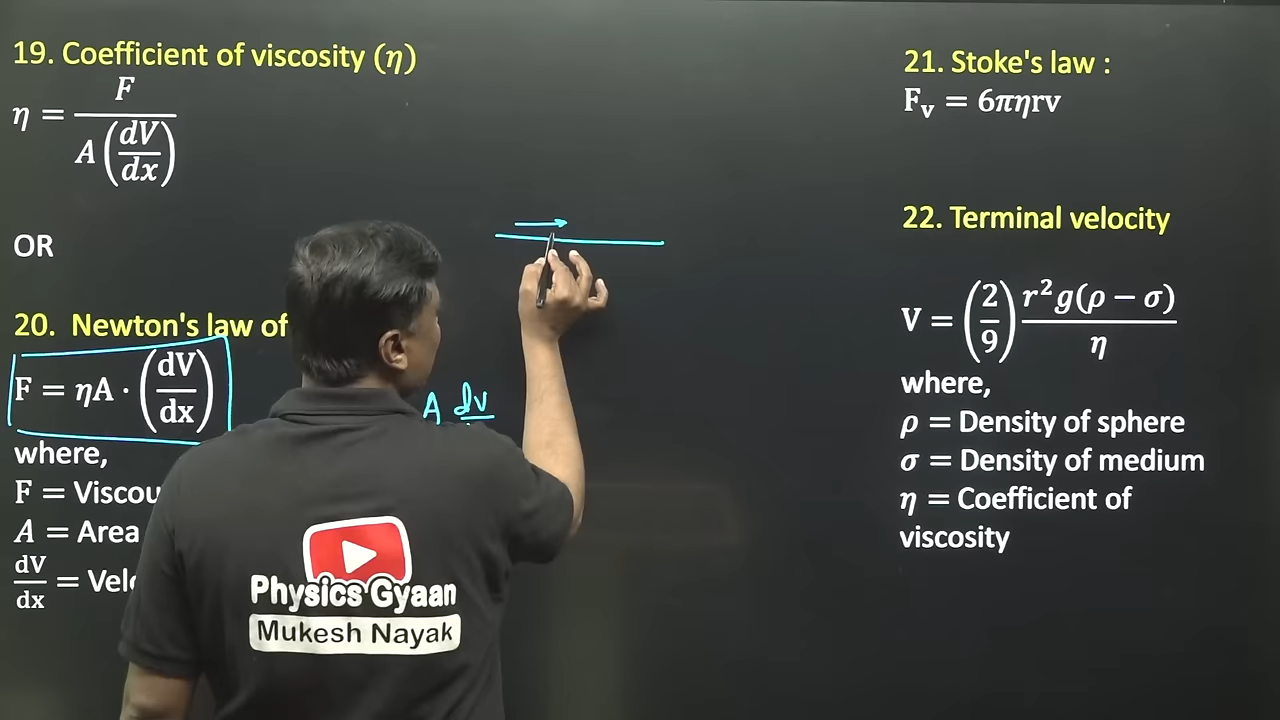 19. Coefficient of viscosity (η)
η = F / A(dV/dx)
OR
20. Newton's law of
F = ηA · (dV/dx)
where,
F = Viscou
A = Area
dV/dx = Velo
A dv
21. Stoke's law :
Fᵥ = 6πηrv
22. Terminal velocity
V = (2/9) r²g(ρ − σ) / η
where,
ρ = Density of sphere
σ = Density of medium
η = Coefficient of
viscosity
Physics Gyaan
Mukesh Nayak